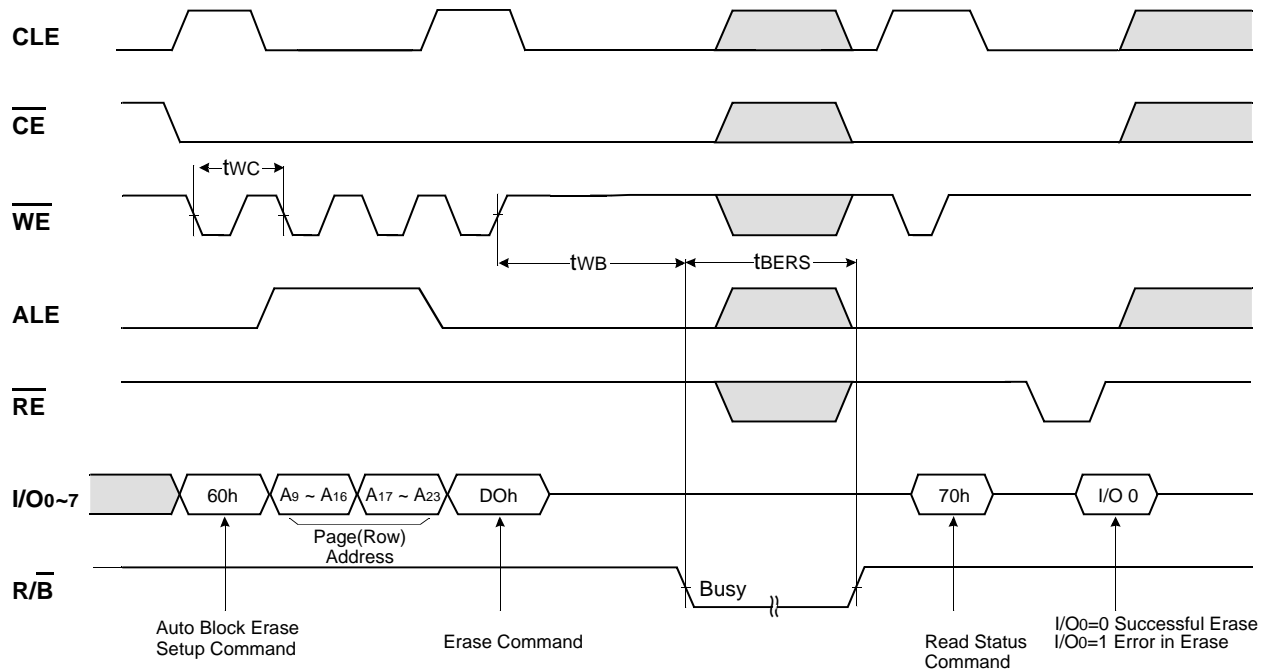 CLE
CE
tWC
WE
tWB
tBERS
ALE
RE
I/O0~7
60h
A9 ~ A16
A17 ~ A23
DOh
70h
I/O 0
Page(Row)
Address
R/B
Busy
Auto Block Erase
Setup Command
Erase Command
Read Status
Command
I/O0=0 Successful Erase
I/O0=1 Error in Erase